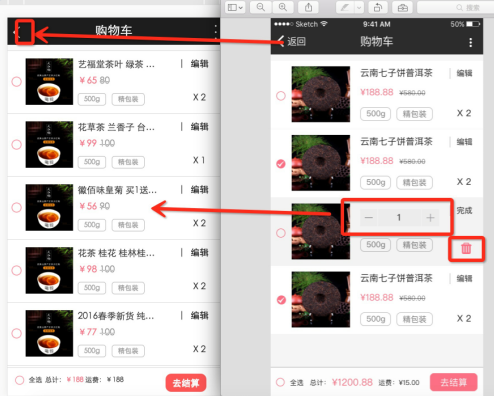 购物车
艺福堂茶叶 绿茶 ... 编辑
￥65 80
500g 精包装 X 2
花草茶 兰香子 台... 编辑
￥99 100
500g 精包装 X 1
徽佰味皇菊 买1送... 编辑
￥56 90
500g 精包装 X 2
花茶 桂花 桂林桂... 编辑
￥98 100
500g 精包装 X 2
2016春季新货 纯... 编辑
￥77 100
500g 精包装 X 2
全选 总计：￥188 运费：￥188 去结算
搜索
Sketch 9:41 AM 50%
返回 购物车
云南七子饼普洱茶 编辑
¥188.88 ¥580.00
500g 精包装 X 2
云南七子饼普洱茶 编辑
¥188.88 ¥580.00
500g 精包装 X 2
— 1 + 完成
500g 精包装
云南七子饼普洱茶 编辑
¥188.88 ¥580.00
500g 精包装 X 2
全选 总计：¥1200.88 运费：¥15.00 去结算